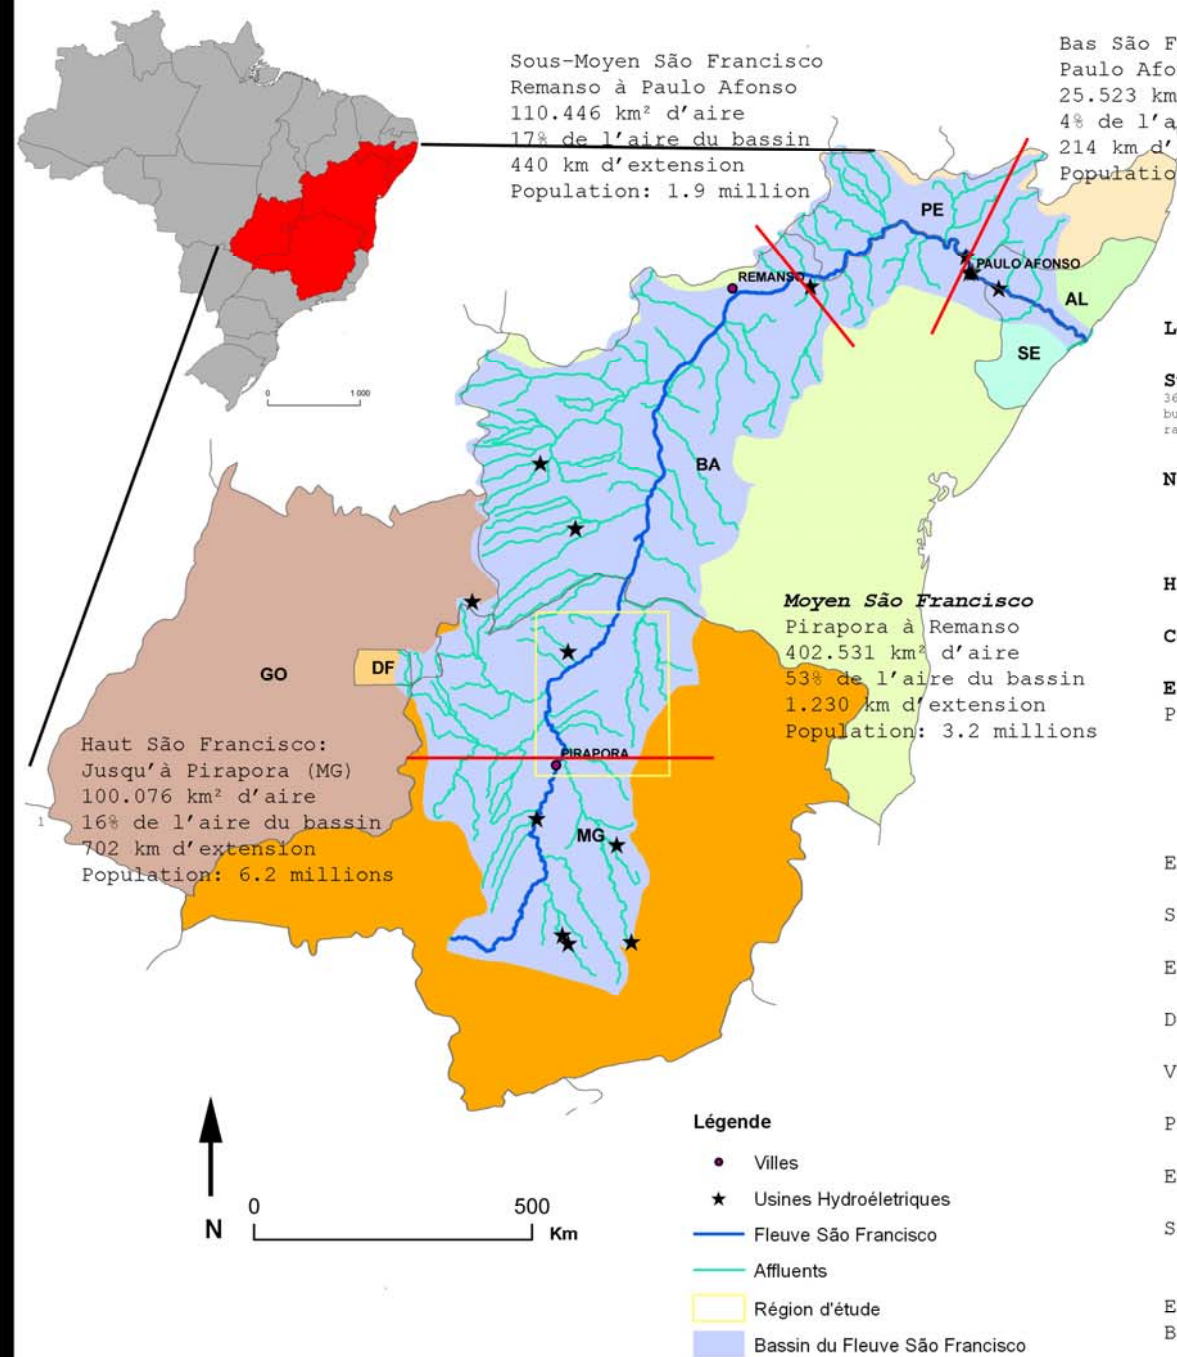 Sous-Moyen São Francisco
Remanso à Paulo Afonso
110.446 km² d'aire
17% de l'aire du bassin
440 km d'extension
Population: 1.9 million
Bas São F
Paulo Afo
25.523 km
4% de l'a
214 km d'
Populatio
0 1 000
PE
REMANSO
PAULO AFONSO
AL
SE
BA
L
S
36
bu
ra
N
H
C
E
P
Moyen São Francisco
Pirapora à Remanso
402.531 km² d'aire
53% de l'aire du bassin
1.230 km d'extension
Population: 3.2 millions
GO
DF
PIRAPORA
MG
Haut São Francisco:
Jusqu'à Pirapora (MG)
100.076 km² d'aire
16% de l'aire du bassin
702 km d'extension
Population: 6.2 millions
1
E
S
E
D
V
P
E
S
E
B
N
0 500
Km
Légende
Villes
Usines Hydroéletriques
Fleuve São Francisco
Affluents
Région d'étude
Bassin du Fleuve São Francisco